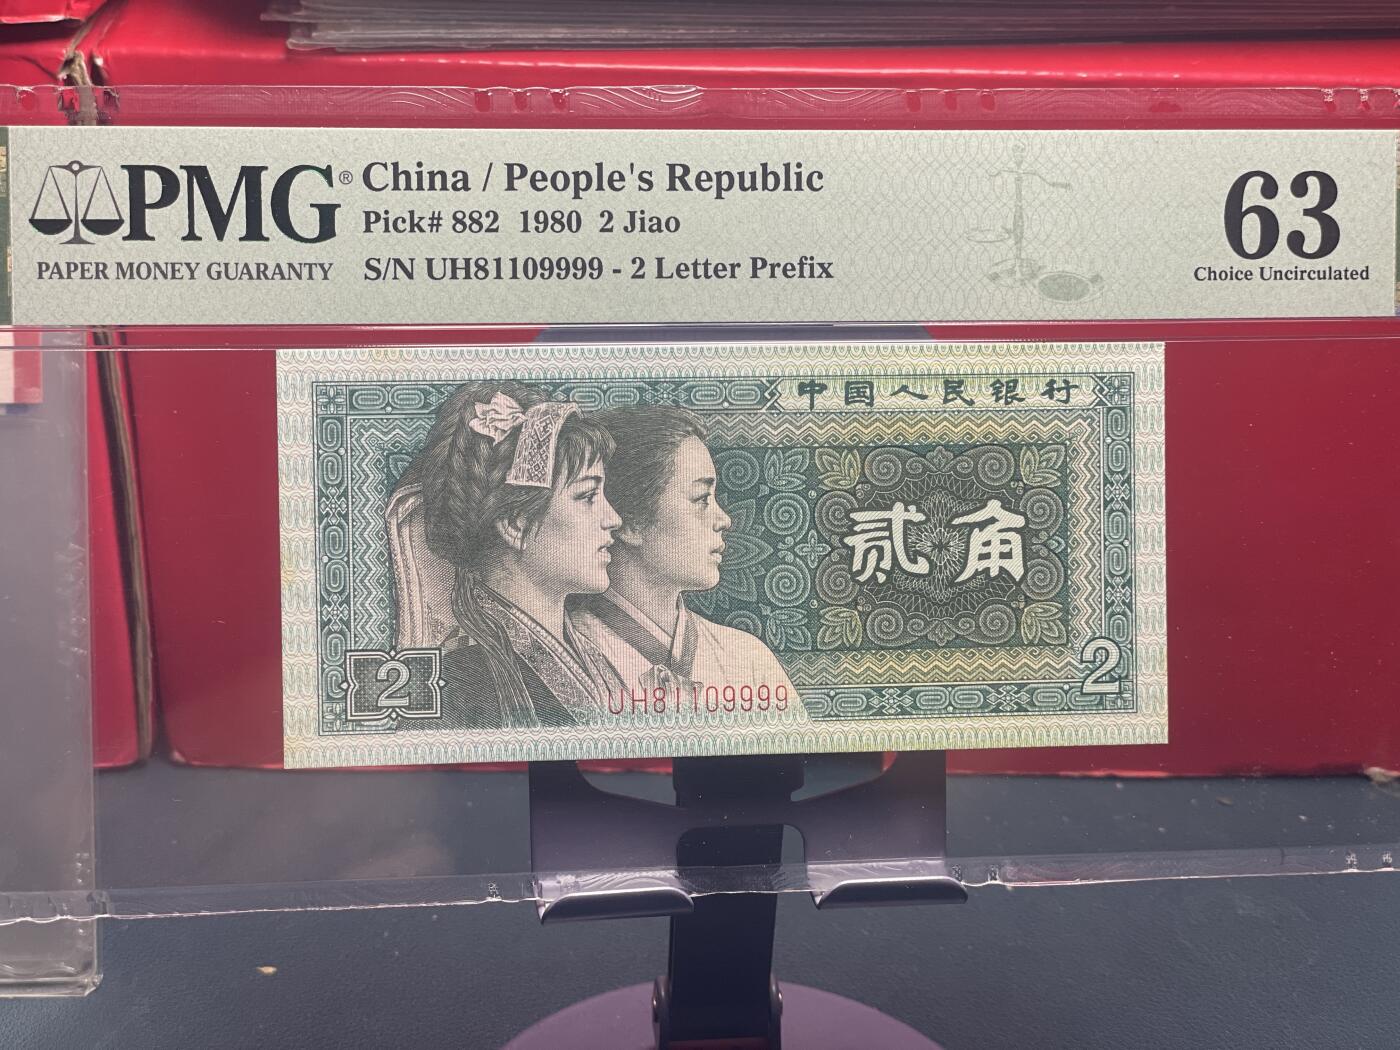 PMG®
PAPER MONEY GUARANTY
China / People's Republic
Pick# 882 1980 2 Jiao
S/N UH81109999 - 2 Letter Prefix
63
Choice Uncirculated
中国人民银行
贰角
2
2
UH81109999